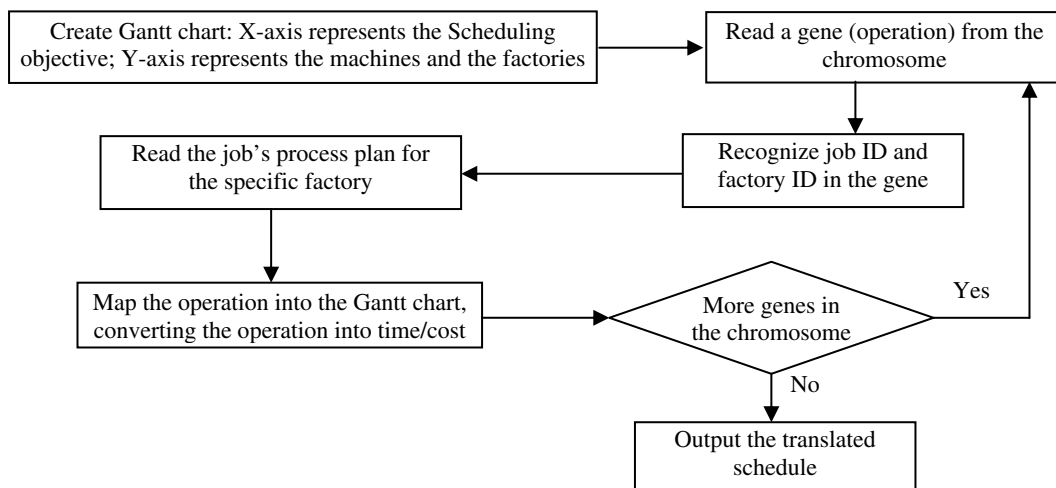 Create Gantt chart: X-axis represents the Scheduling
objective; Y-axis represents the machines and the factories
Read a gene (operation) from the
chromosome
Recognize job ID and
factory ID in the gene
Read the job's process plan for
the specific factory
Map the operation into the Gantt chart,
converting the operation into time/cost
More genes in
the chromosome
Yes
No
Output the translated
schedule